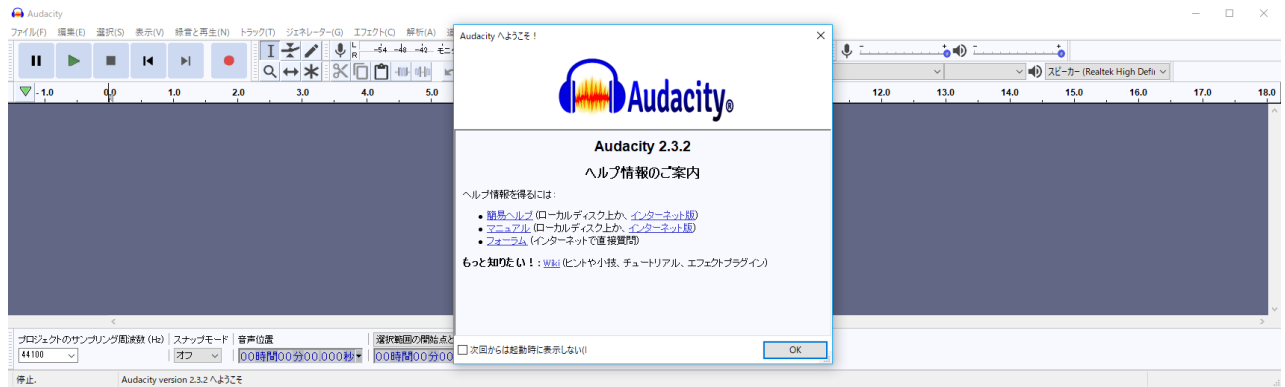 Audacity
ファイル(F) 編集(E) 選択(S) 表示(V) 録音と再生(N) トラック(T) ジェネレーター(G) エフェクト(C) 解析(A)
Audacity へようこそ !
L
R
-54 -48 -42
スピーカー (Realtek High Defin
-1.0 0.0 1.0 2.0 3.0 4.0 5.0 12.0 13.0 14.0 15.0 16.0 17.0 18.0
Audacity®
Audacity 2.3.2
ヘルプ情報のご案内
ヘルプ情報を得るには:
簡易ヘルプ (ローカルディスク上か、インターネット版)
マニュアル (ローカルディスク上か、インターネット版)
フォーラム (インターネットで直接質問)
もっと知りたい！: Wiki (ヒントや小技、チュートリアル、エフェクトプラグイン)
次回からは起動時に表示しない(I
OK
プロジェクトのサンプリング周波数 (Hz) スナップモード 音声位置 選択範囲の開始点と
44100 オフ 00時間00分00.000秒 00時間00分00
停止. Audacity version 2.3.2 へようこそ